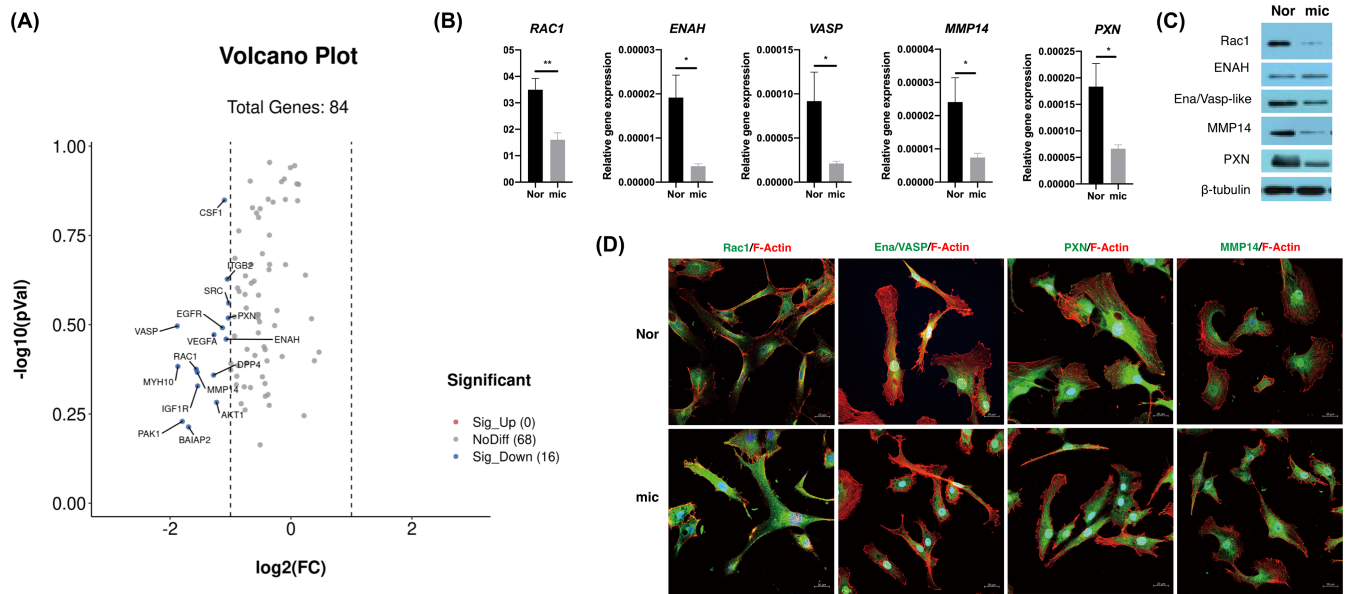 (A)
Volcano Plot
Total Genes: 84
1.00
0.75
0.50
0.25
0.00
-log10(pVal)
-2
0
2
log2(FC)
CSF1
ITGB2
SRC
EGFR
PXN
VASP
VEGFA
ENAH
RAC1
DPP4
MYH10
MMP14
IGF1R
AKT1
PAK1
BAIAP2
Significant
Sig_Up (0)
NoDiff (68)
Sig_Down (16)
(B)
RAC1
05
03
02
01
00
**
Nor mic
ENAH
Relative gene expression
0.00003
0.00002
0.00001
0.00000
*
Nor mic
VASP
Relative gene expression
0.00015
0.00010
0.00005
0.00000
*
Nor mic
MMP14
Relative gene expression
0.00004
0.00003
0.00002
0.00001
0.00000
*
Nor mic
PXN
Relative gene expression
0.00025
0.00020
0.00015
0.00010
0.00005
0.00000
*
Nor mic
(C)
Nor mic
Rac1
ENAH
Ena/Vasp-like
MMP14
PXN
β-tubulin
(D)
Rac1/F-Actin
Ena/VASP/F-Actin
PXN/F-Actin
MMP14/F-Actin
Nor
mic